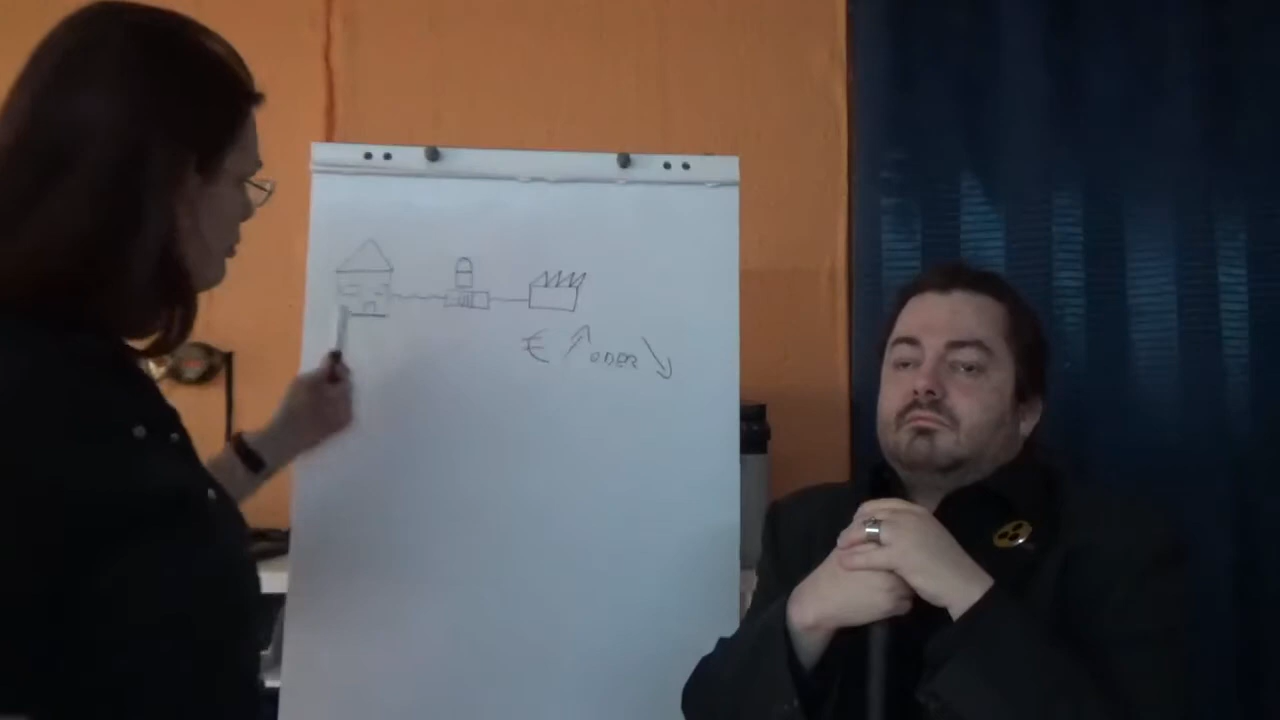 € ↗ ODER ↘